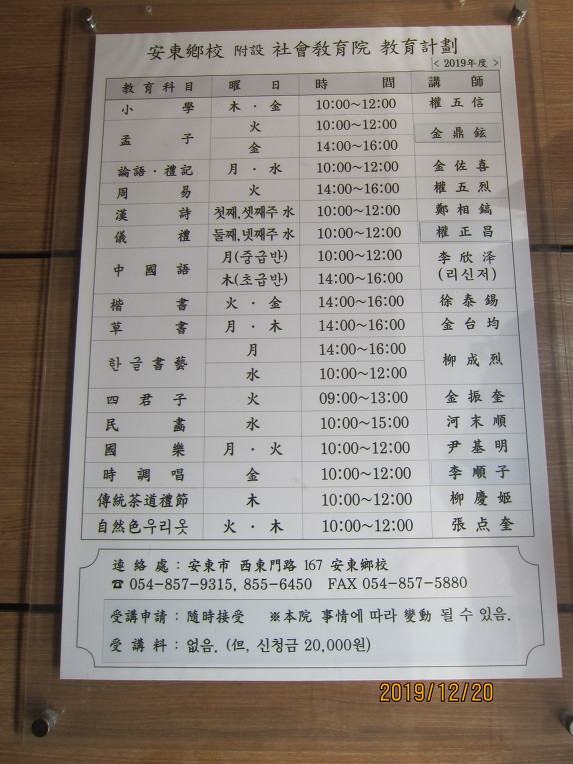 安東鄕校 附設 社會敎育院 敎育計劃
< 2019年度 >
敎育科目 曜日 時間 講師
小學 木·金 10:00~12:00 權五信
孟子 火 10:00~12:00 金鼎鉉
金 14:00~16:00
論語·禮記 月·水 10:00~12:00 金佐喜
周易 火 14:00~16:00 權五烈
漢詩 첫째,셋째주 水 10:00~12:00 鄭相鎬
儀禮 둘째,넷째주 水 10:00~12:00 權正昌
中國語 月(중급반) 10:00~12:00 李欣泽
木(초급반) 14:00~16:00 (리신저)
楷書 火·金 14:00~16:00 徐泰錫
草書 月·木 14:00~16:00 金台均
한글書藝 月 14:00~16:00 柳成烈
水 10:00~12:00
四君子 火 09:00~13:00 金振奎
民畵 水 10:00~15:00 河末順
國樂 月·火 10:00~12:00 尹基明
時調唱 金 10:00~12:00 李順子
傳統茶道禮節 木 10:00~12:00 柳慶姬
自然色우리옷 火·木 10:00~12:00 張点奎
連絡處 : 安東市 西東門路 167 安東鄕校
☎ 054-857-9315, 855-6450 FAX 054-857-5880
受講申請 : 隨時接受 ※本院 事情에 따라 變動 될 수 있음.
受講料 : 없음. (但, 신청금 20,000원)
2019/12/20